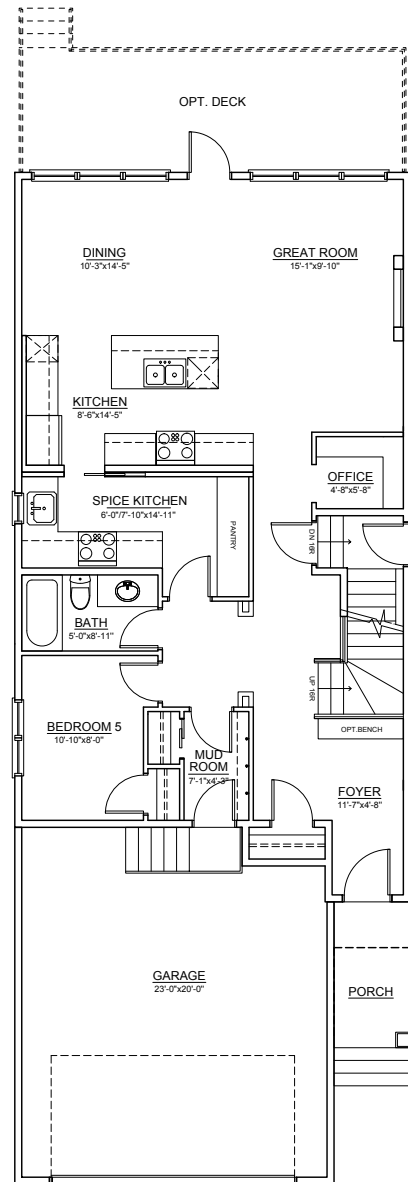 OPT. DECK
DINING
10'-3"x14'-5"
GREAT ROOM
15'-1"x9'-10"
KITCHEN
8'-6"x14'-5"
OFFICE
4'-8"x5'-8"
SPICE KITCHEN
6'-0"/7'-10"x14'-11"
PANTRY
DN 16R
BATH
5'-0"x8'-11"
UP 16R
BEDROOM 5
10'-10"x8'-0"
OPT.BENCH
MUD
ROOM
7'-1"x4'-3"
FOYER
11'-7"x4'-8"
GARAGE
23'-0"x20'-0"
PORCH